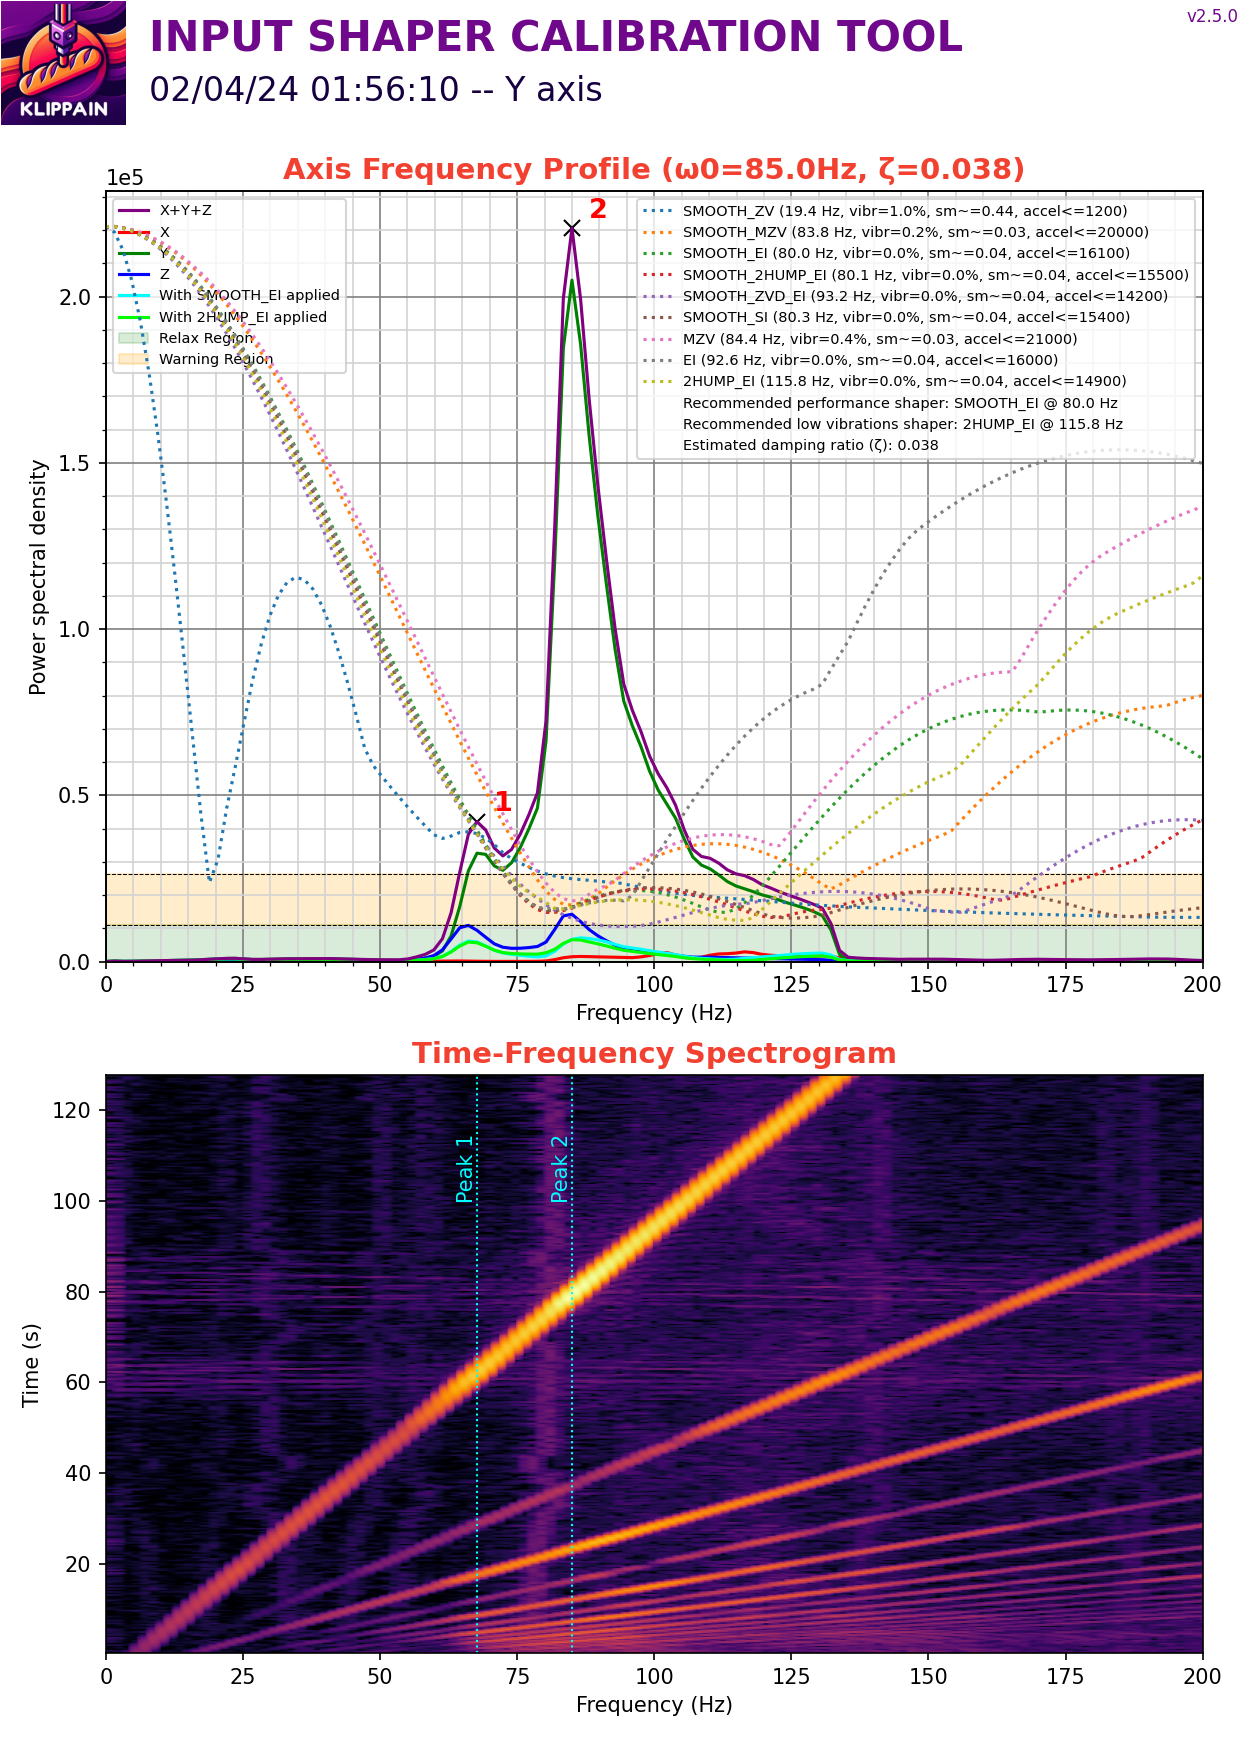 KLIPPAIN
INPUT SHAPER CALIBRATION TOOL
v2.5.0
02/04/24 01:56:10 -- Y axis
Axis Frequency Profile (ω0=85.0Hz, ζ=0.038)
1e5
X+Y+Z
X
Y
Z
With SMOOTH_EI applied
With 2HUMP_EI applied
Relax Region
Warning Region
SMOOTH_ZV (19.4 Hz, vibr=1.0%, sm~=0.44, accel<=1200)
SMOOTH_MZV (83.8 Hz, vibr=0.2%, sm~=0.03, accel<=20000)
SMOOTH_EI (80.0 Hz, vibr=0.0%, sm~=0.04, accel<=16100)
SMOOTH_2HUMP_EI (80.1 Hz, vibr=0.0%, sm~=0.04, accel<=15500)
SMOOTH_ZVD_EI (93.2 Hz, vibr=0.0%, sm~=0.04, accel<=14200)
SMOOTH_SI (80.3 Hz, vibr=0.0%, sm~=0.04, accel<=15400)
MZV (84.4 Hz, vibr=0.4%, sm~=0.03, accel<=21000)
EI (92.6 Hz, vibr=0.0%, sm~=0.04, accel<=16000)
2HUMP_EI (115.8 Hz, vibr=0.0%, sm~=0.04, accel<=14900)
Recommended performance shaper: SMOOTH_EI @ 80.0 Hz
Recommended low vibrations shaper: 2HUMP_EI @ 115.8 Hz
Estimated damping ratio (ζ): 0.038
2
1
Power spectral density
2.0
1.5
1.0
0.5
0.0
0 25 50 75 100 125 150 175 200
Frequency (Hz)
Time-Frequency Spectrogram
Time (s)
120
100
80
60
40
20
Peak 1
Peak 2
0 25 50 75 100 125 150 175 200
Frequency (Hz)